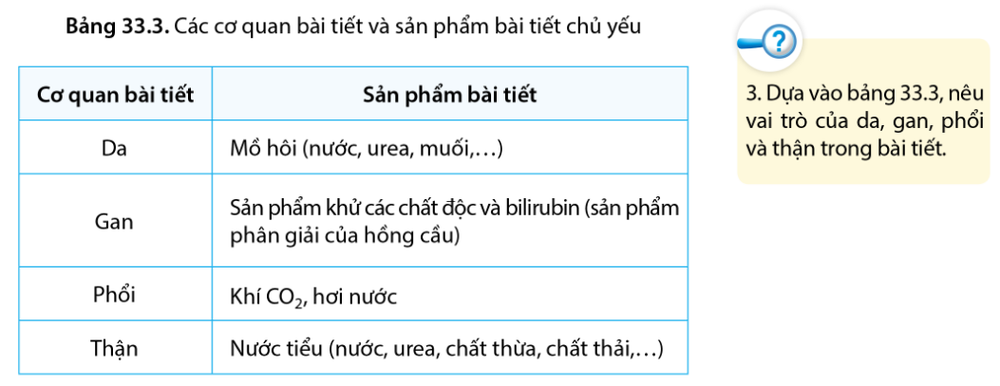 Bảng 33.3. Các cơ quan bài tiết và sản phẩm bài tiết chủ yếu
Cơ quan bài tiết
Sản phẩm bài tiết
Da
Mồ hôi (nước, urea, muối,...)
Gan
Sản phẩm khử các chất độc và bilirubin (sản phẩm
phân giải của hồng cầu)
Phổi
Khí CO₂, hơi nước
Thận
Nước tiểu (nước, urea, chất thừa, chất thải,...)
?
3. Dựa vào bảng 33.3, nêu
vai trò của da, gan, phổi
và thận trong bài tiết.